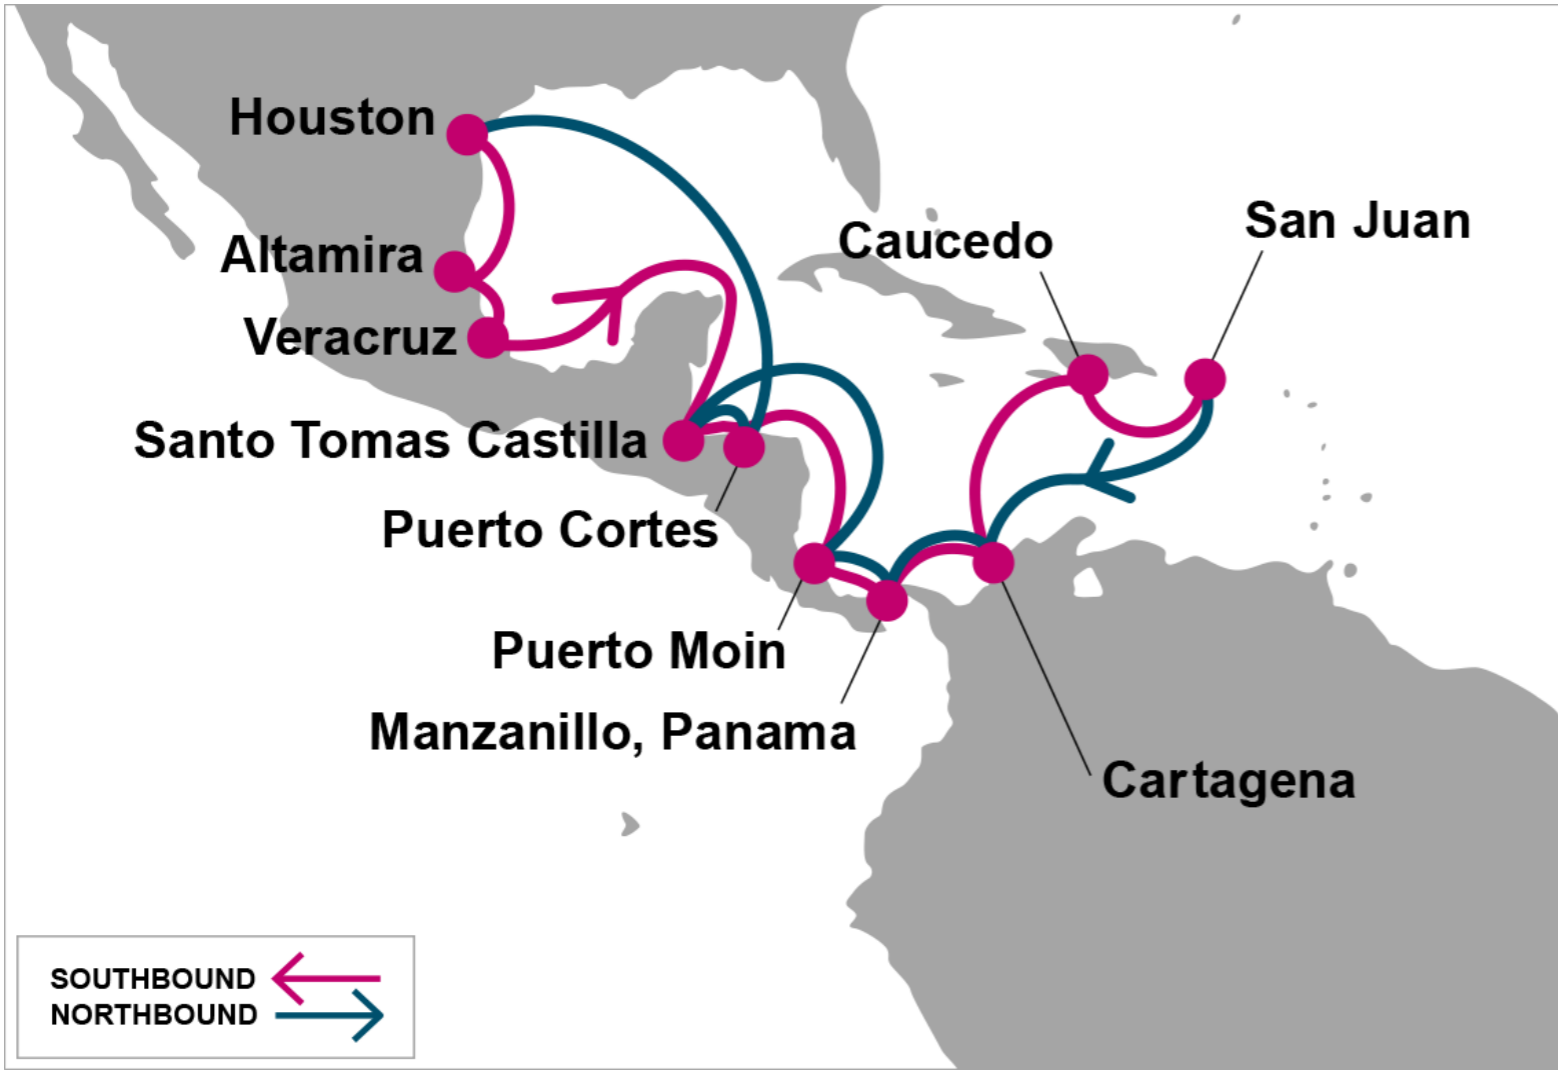 Houston
San Juan
Caucedo
Altamira
Veracruz
Santo Tomas Castilla
Puerto Cortes
Puerto Moin
Manzanillo, Panama
Cartagena
SOUTHBOUND
NORTHBOUND